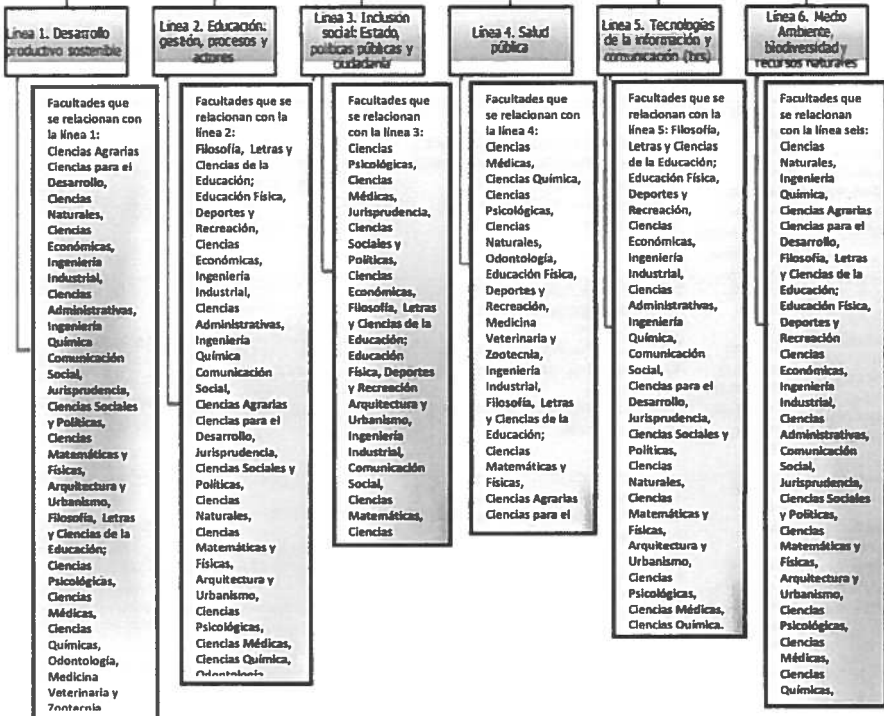 Línea 1. Desarrollo
productivo sostenible
Línea 2. Educación:
gestión, procesos y
actores
Línea 3. Inclusión
social: Estado,
políticas públicas y
ciudadanía
Línea 4. Salud
pública
Línea 5. Tecnologías
de la información y
comunicación
Línea 6. Medio
Ambiente,
biodiversidad y
recursos naturales
Facultades que
se relacionan con
la línea 1:
Ciencias Agrarias
Ciencias para el
Desarrollo,
Ciencias
Naturales,
Ciencias
Económicas,
Ingeniería
Industrial,
Ciencias
Administrativas,
Ingeniería
Química
Comunicación
Social,
Jurisprudencia,
Ciencias Sociales
y Políticas,
Ciencias
Matemáticas y
Físicas,
Arquitectura y
Urbanismo,
Filosofía, Letras
y Ciencias de la
Educación;
Ciencias
Psicológicas,
Ciencias
Médicas,
Ciencias
Químicas,
Odontología,
Medicina
Veterinaria y
Zootecnia
Facultades que se
relacionan con la
línea 2:
Filosofía, Letras y
Ciencias de la
Educación;
Educación Física,
Deportes y
Recreación,
Ciencias
Económicas,
Ingeniería
Industrial,
Ciencias
Administrativas,
Ingeniería
Química
Comunicación
Social,
Ciencias Agrarias
Ciencias para el
Desarrollo,
Jurisprudencia,
Ciencias Sociales y
Políticas,
Ciencias
Naturales,
Ciencias
Matemáticas y
Físicas,
Arquitectura y
Urbanismo,
Ciencias
Psicológicas,
Ciencias Médicas,
Ciencias Química,
Odontología
Facultades que
se relacionan
con la línea 3:
Ciencias
Psicológicas,
Ciencias
Médicas,
Jurisprudencia,
Ciencias
Sociales y
Políticas,
Ciencias
Económicas,
Filosofía, Letras
y Ciencias de la
Educación;
Educación
Física, Deportes
y Recreación
Arquitectura y
Urbanismo,
Ingeniería
Industrial,
Comunicación
Social,
Ciencias
Matemáticas,
Ciencias
Facultades que
se relacionan con
la línea 4:
Ciencias
Médicas,
Ciencias Química,
Ciencias
Psicológicas,
Ciencias
Naturales,
Odontología,
Educación Física,
Deportes y
Recreación,
Medicina
Veterinaria y
Zootecnia,
Ingeniería
Industrial,
Filosofía, Letras
y Ciencias de la
Educación;
Ciencias
Matemáticas y
Físicas,
Ciencias Agrarias
Ciencias para el
Facultades que se
relacionan con la
línea 5: Filosofía,
Letras y Ciencias
de la Educación;
Educación Física,
Deportes y
Recreación,
Ciencias
Económicas,
Ingeniería
Industrial,
Ciencias
Administrativas,
Ingeniería
Química,
Comunicación
Social,
Ciencias para el
Desarrollo,
Jurisprudencia,
Ciencias Sociales y
Políticas,
Ciencias
Naturales,
Ciencias
Matemáticas y
Físicas,
Arquitectura y
Urbanismo,
Ciencias
Psicológicas,
Ciencias Médicas,
Ciencias Química.
Facultades que
se relacionan
con la línea seis:
Ciencias
Naturales,
Ingeniería
Química,
Ciencias Agrarias
Ciencias para el
Desarrollo,
Filosofía, Letras
y Ciencias de la
Educación;
Educación Física,
Deportes y
Recreación
Ciencias
Económicas,
Ingeniería
Industrial,
Ciencias
Administrativas,
Comunicación
Social,
Jurisprudencia,
Ciencias Sociales
y Políticas,
Ciencias
Matemáticas y
Físicas,
Arquitectura y
Urbanismo,
Ciencias
Psicológicas,
Ciencias
Médicas,
Ciencias
Químicas,